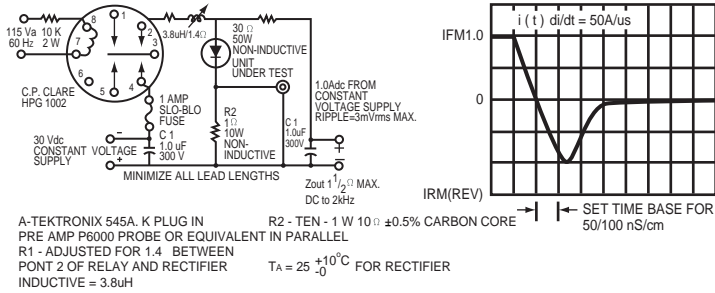 115 Va
60 Hz
10 K
2 W
8
1
2
3
7
6
5
4
3.8uH/1.4Ω
30 Ω
50W
NON-INDUCTIVE
UNIT
UNDER TEST
C.P. CLARE
HPG 1002
1 AMP
SLO-BLO
FUSE
R2
1Ω
10W
NON-
INDUCTIVE
1.0Adc FROM
CONSTANT
VOLTAGE SUPPLY
RIPPLE=3mVrms MAX.
C 1
1.0uF
300V
+
–
30 Vdc
CONSTANT VOLTAGE
SUPPLY
–
+
C 1
1.0 uF
300 V
MINIMIZE ALL LEAD LENGTHS
Zout 1 1/2 Ω MAX.
DC to 2kHz
i ( t ) di/dt = 50A/us
IFM1.0
0
IRM(REV)
SET TIME BASE FOR
50/100 nS/cm
A-TEKTRONIX 545A. K PLUG IN
PRE AMP P6000 PROBE OR EQUIVALENT IN PARALLEL
R1 - ADJUSTED FOR 1.4 BETWEEN
PONT 2 OF RELAY AND RECTIFIER
INDUCTIVE = 3.8uH
R2 - TEN - 1 W 10 Ω ±0.5% CARBON CORE
TA = 25 +10°C -0 FOR RECTIFIER